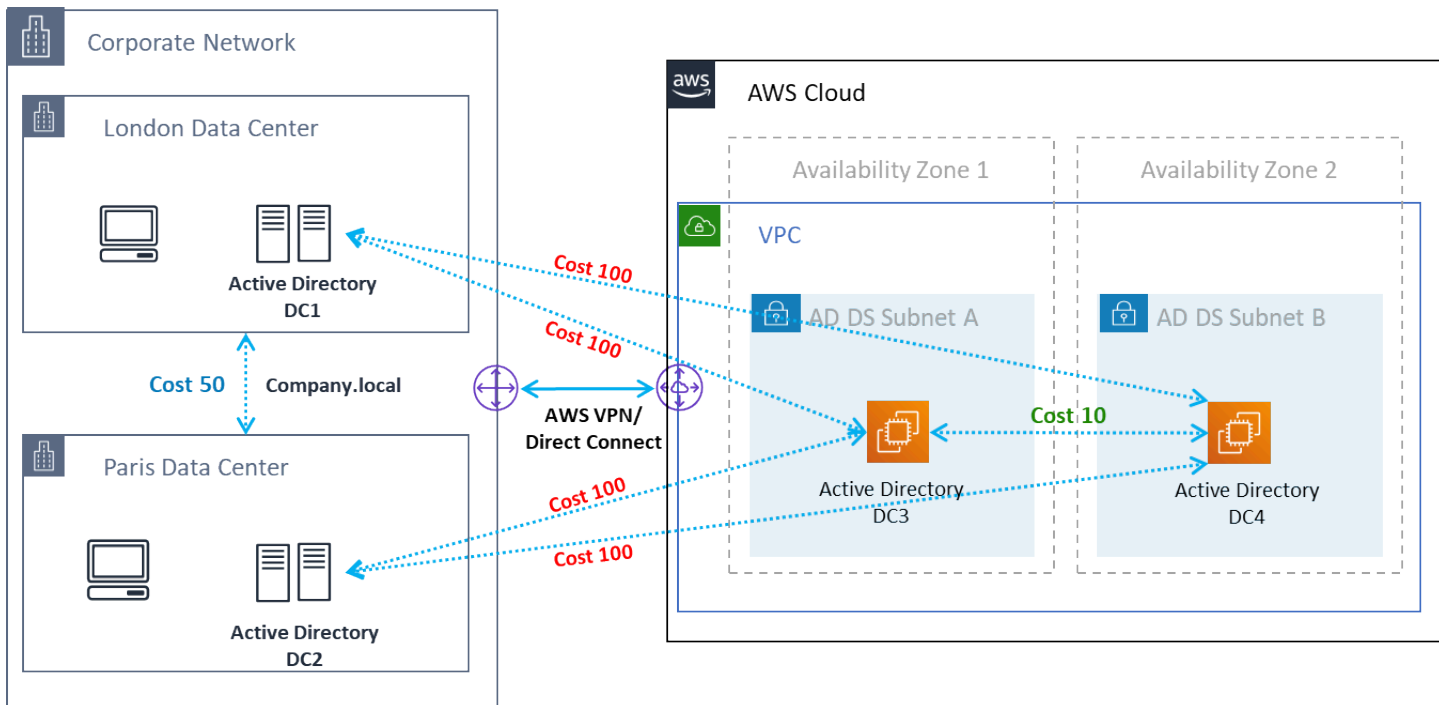 Corporate Network
London Data Center
Active Directory
DC1
Cost 50
Company.local
Paris Data Center
Active Directory
DC2
AWS VPN/
Direct Connect
Cost 100
Cost 100
Cost 100
Cost 100
aws
AWS Cloud
Availability Zone 1
Availability Zone 2
VPC
AD DS Subnet A
AD DS Subnet B
Cost 10
Active Directory
DC3
Active Directory
DC4